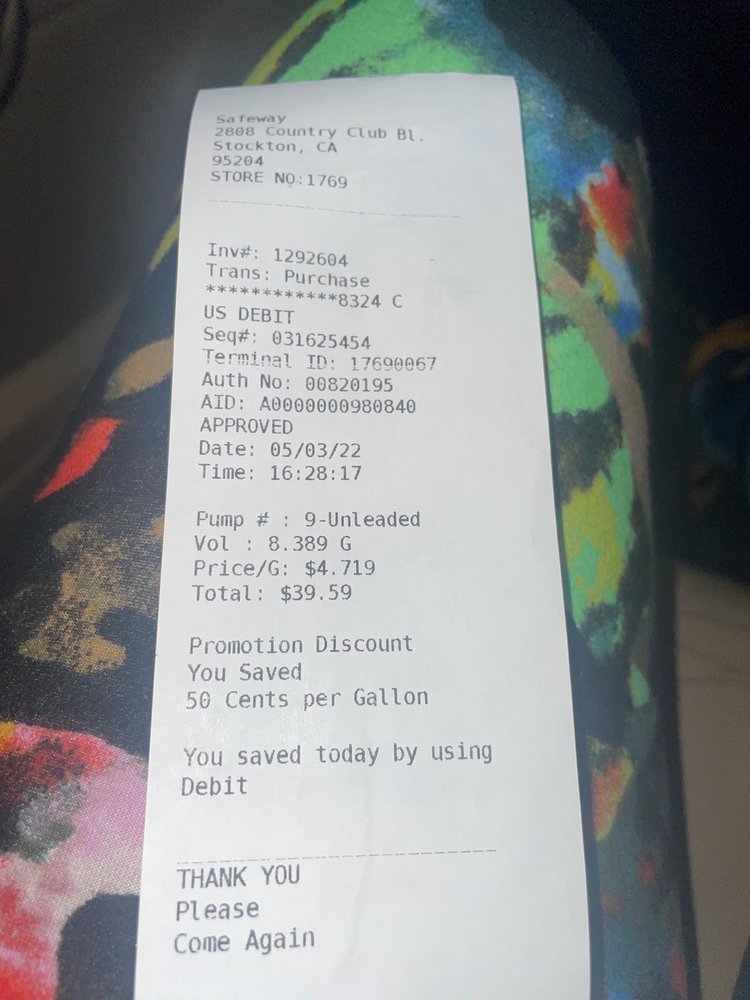 Safeway
2808 Country Club Bl.
Stockton, CA
95204
STORE NO:1769
Inv#: 1292604
Trans: Purchase
************8324 C
US DEBIT
Seq#: 031625454
Terminal ID: 17690067
Auth No: 00820195
AID: A0000000980840
APPROVED
Date: 05/03/22
Time: 16:28:17
Pump # : 9-Unleaded
Vol : 8.389 G
Price/G: $4.719
Total: $39.59
Promotion Discount
You Saved
50 Cents per Gallon
You saved today by using
Debit
THANK YOU
Please
Come Again